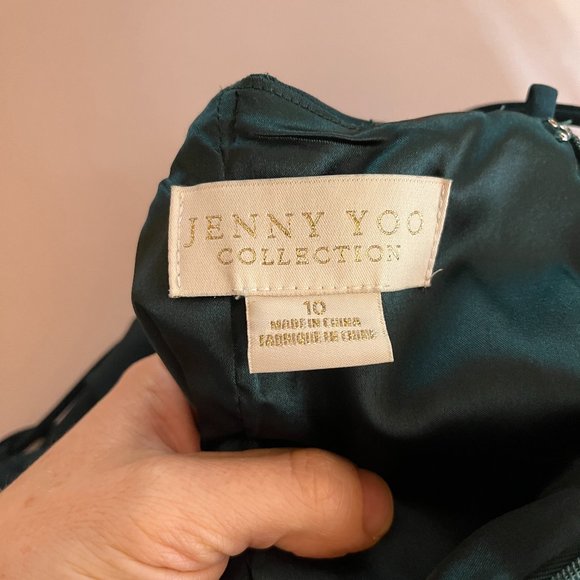 JENNY YOO
COLLECTION
10
MADE IN CHINA
FABRIQUE EN CHINE